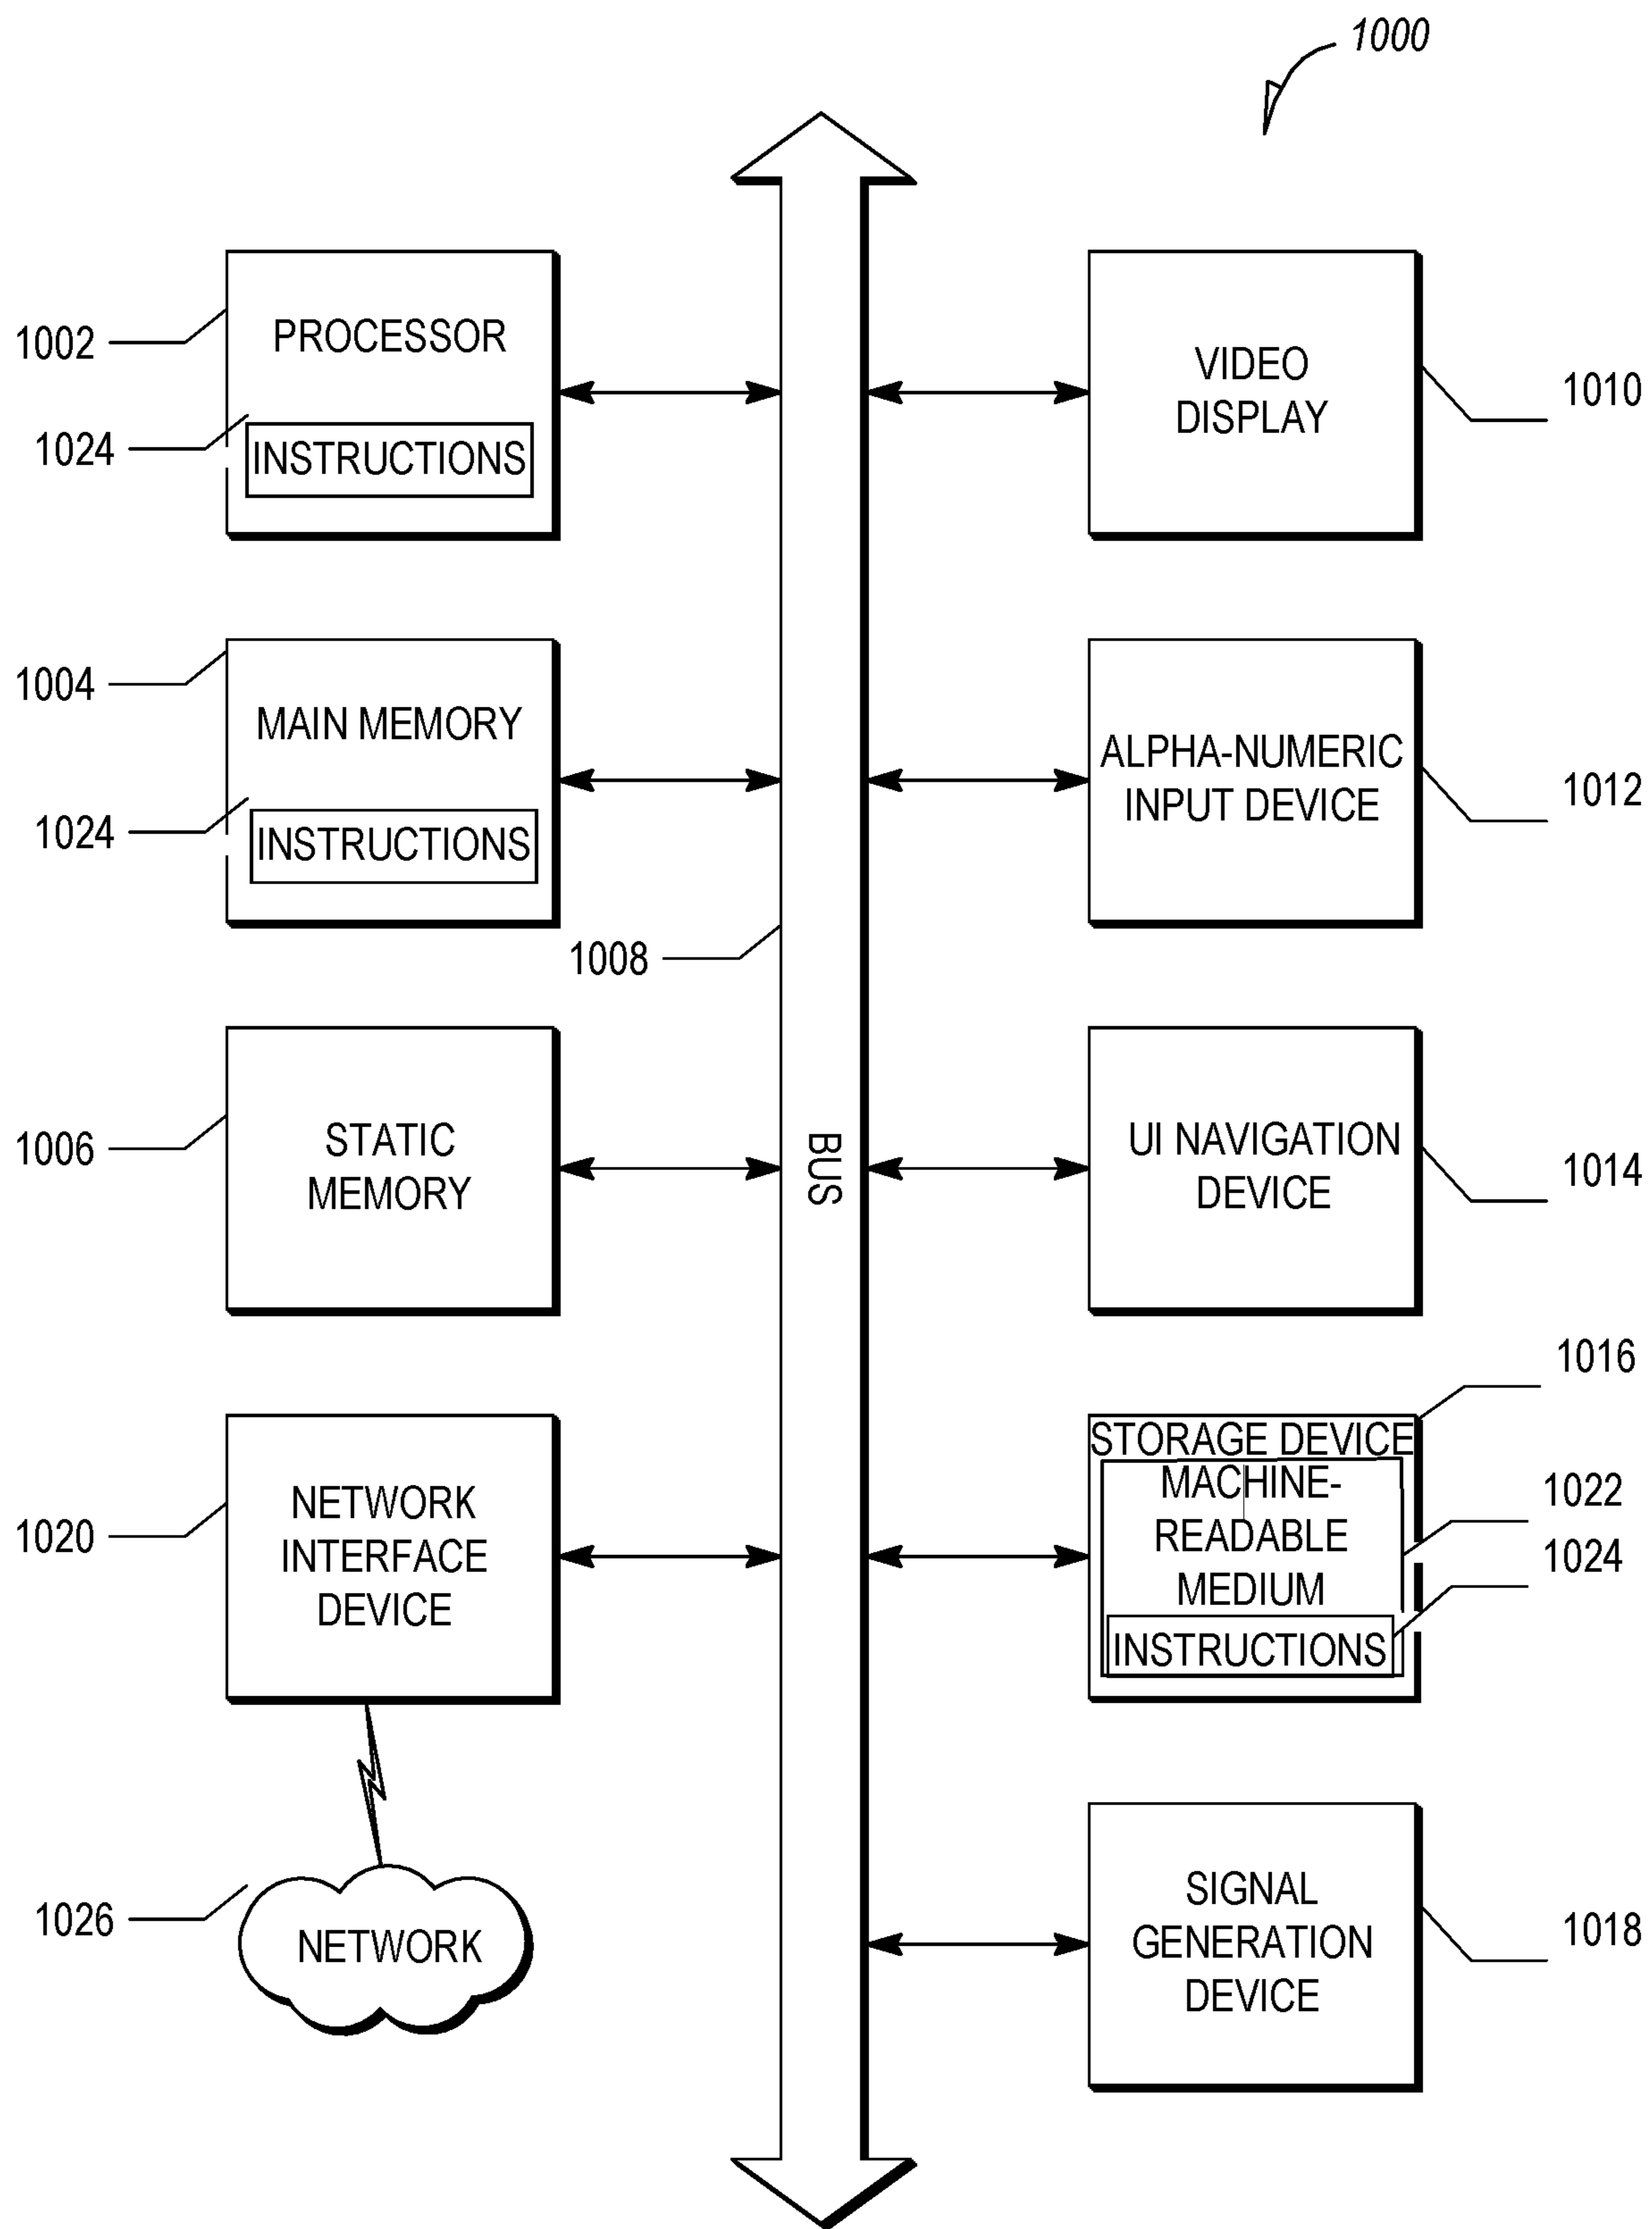 1000
1002
PROCESSOR
1024
INSTRUCTIONS
VIDEO
DISPLAY
1010
1004
MAIN MEMORY
1024
INSTRUCTIONS
ALPHA-NUMERIC
INPUT DEVICE
1012
1008
1006
STATIC
MEMORY
BUS
UI NAVIGATION
DEVICE
1014
1020
NETWORK
INTERFACE
DEVICE
1016
STORAGE DEVICE
MACHINE-
READABLE
MEDIUM
INSTRUCTIONS
1022
1024
1026
NETWORK
SIGNAL
GENERATION
DEVICE
1018